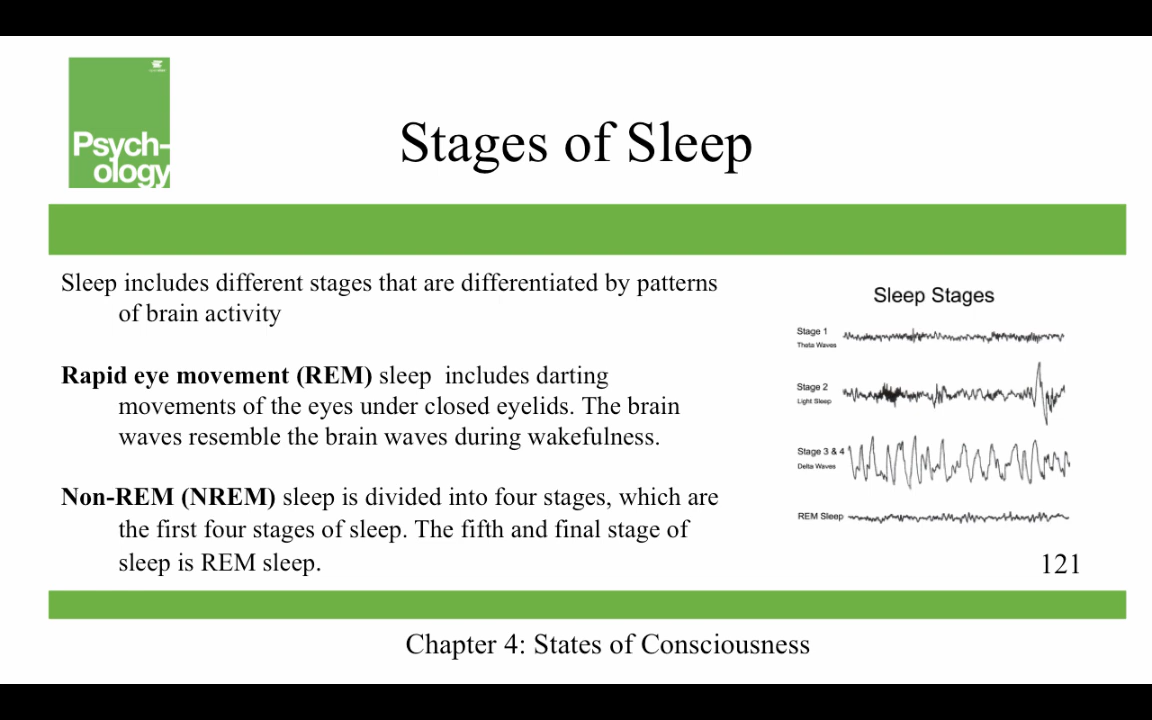 Psych-
ology
Stages of Sleep
Sleep includes different stages that are differentiated by patterns
of brain activity
Rapid eye movement (REM) sleep includes darting
movements of the eyes under closed eyelids. The brain
waves resemble the brain waves during wakefulness.
Non-REM (NREM) sleep is divided into four stages, which are
the first four stages of sleep. The fifth and final stage of
sleep is REM sleep.
Sleep Stages
Stage 1
Theta Waves
Stage 2
Light Sleep
Stage 3 & 4
Delta Waves
REM Sleep
121
Chapter 4: States of Consciousness